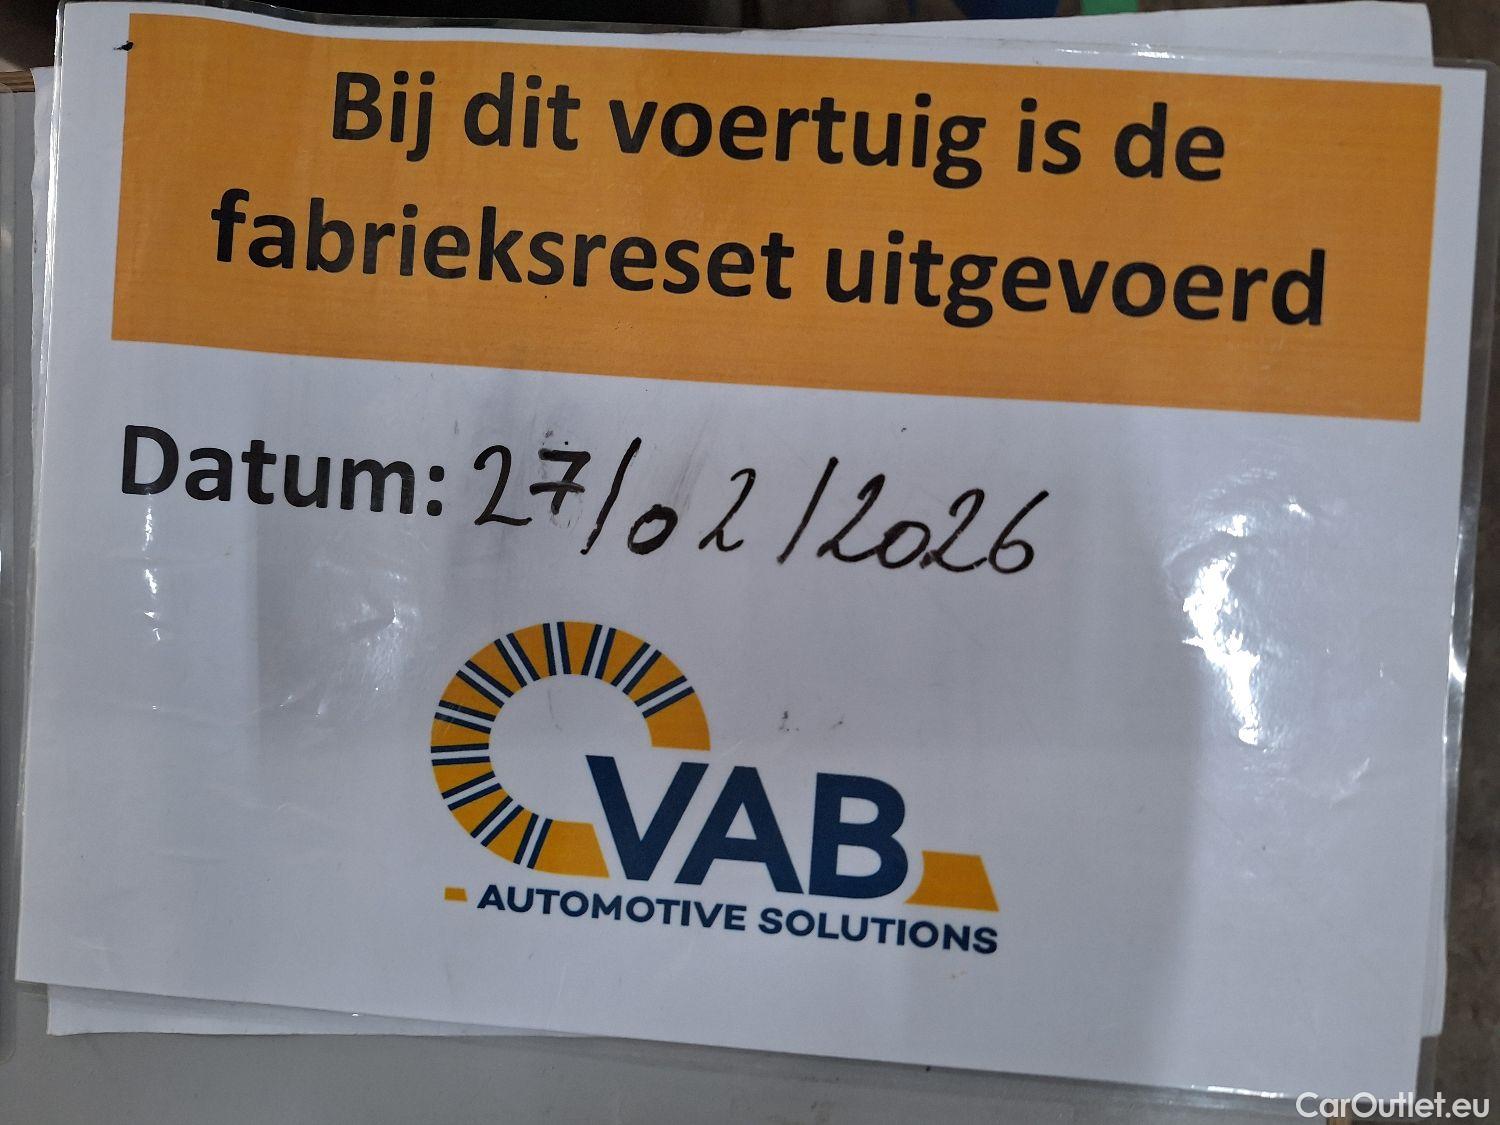 Bij dit voertuig is de
fabrieksreset uitgevoerd
Datum: 27/02/2026
VAB
AUTOMOTIVE SOLUTIONS
CarOutlet.eu